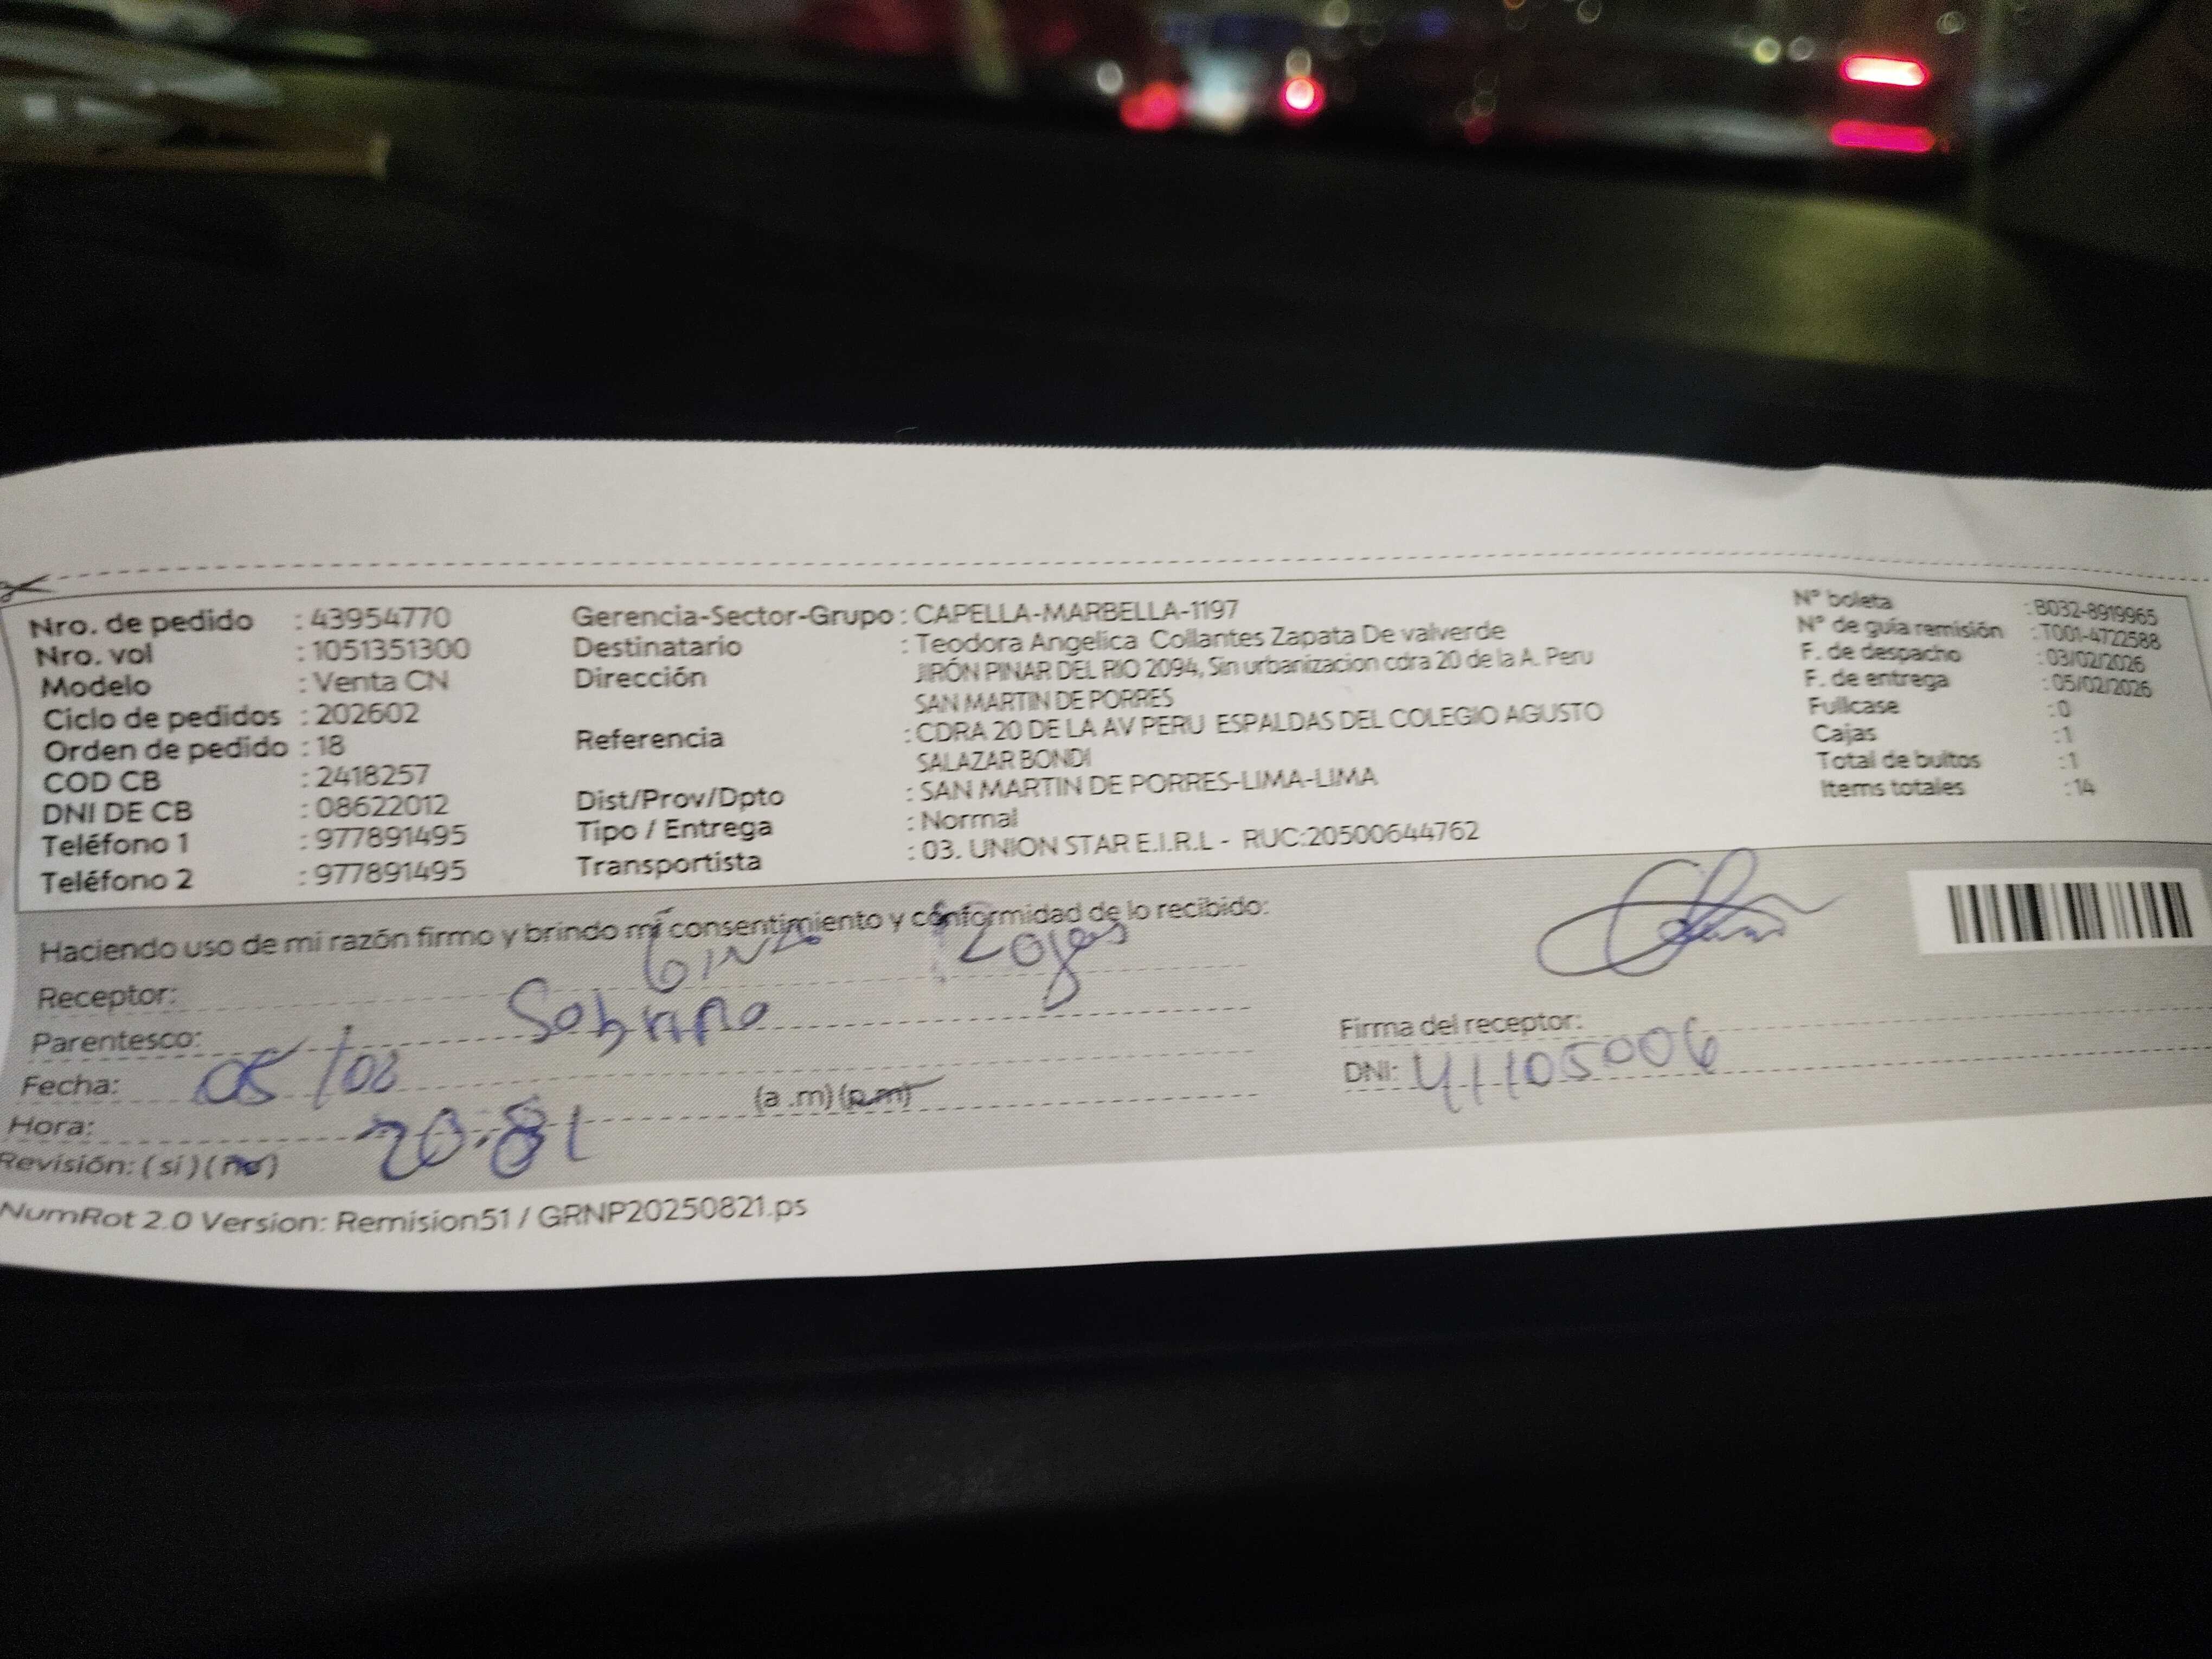 Nro. de pedido : 43954770
Nro. vol : 1051351300
Modelo : Venta CN
Ciclo de pedidos : 202602
Orden de pedido : 18
COD CB : 2418257
DNI DE CB : 08622012
Teléfono 1 : 977891495
Teléfono 2 : 977891495
Gerencia-Sector-Grupo : CAPELLA-MARBELLA-1197
Destinatario : Teodora Angelica Collantes Zapata De valverde
Dirección JIRÓN PINAR DEL RIO 2094, Sin urbanizacion cdra 20 de la A. Peru
SAN MARTIN DE PORRES
Referencia : CDRA 20 DE LA AV PERU ESPALDAS DEL COLEGIO AGUSTO
SALAZAR BONDI
Dist/Prov/Dpto : SAN MARTIN DE PORRES-LIMA-LIMA
Tipo / Entrega : Normal
Transportista : 03. UNION STAR E.I.R.L - RUC:20500644762
N° boleta : B032-8919965
N° de guía remisión : T001-4722588
F. de despacho : 03/02/2026
F. de entrega : 05/02/2026
Fullcase : 0
Cajas : 1
Total de bultos : 1
Items totales : 14
Haciendo uso de mi razón firmo y brindo mi consentimiento y conformidad de lo recibido:
Receptor: Rojas
Parentesco: Sobrino
Fecha: 05/02
Hora: (a .m) (p.m)
Revisión: ( si ) ( no )
Firma del receptor:
DNI: 41105006
NumRot 2.0 Version: Remision51 / GRNP20250821.ps